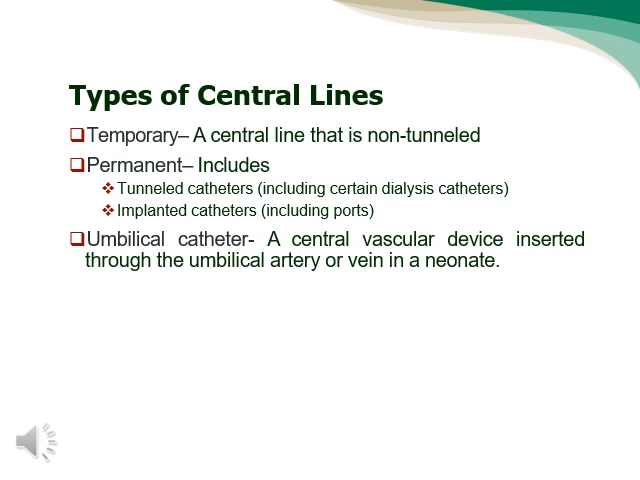 Types of Central Lines
Temporary– A central line that is non-tunneled
Permanent– Includes
Tunneled catheters (including certain dialysis catheters)
Implanted catheters (including ports)
Umbilical catheter- A central vascular device inserted
through the umbilical artery or vein in a neonate.